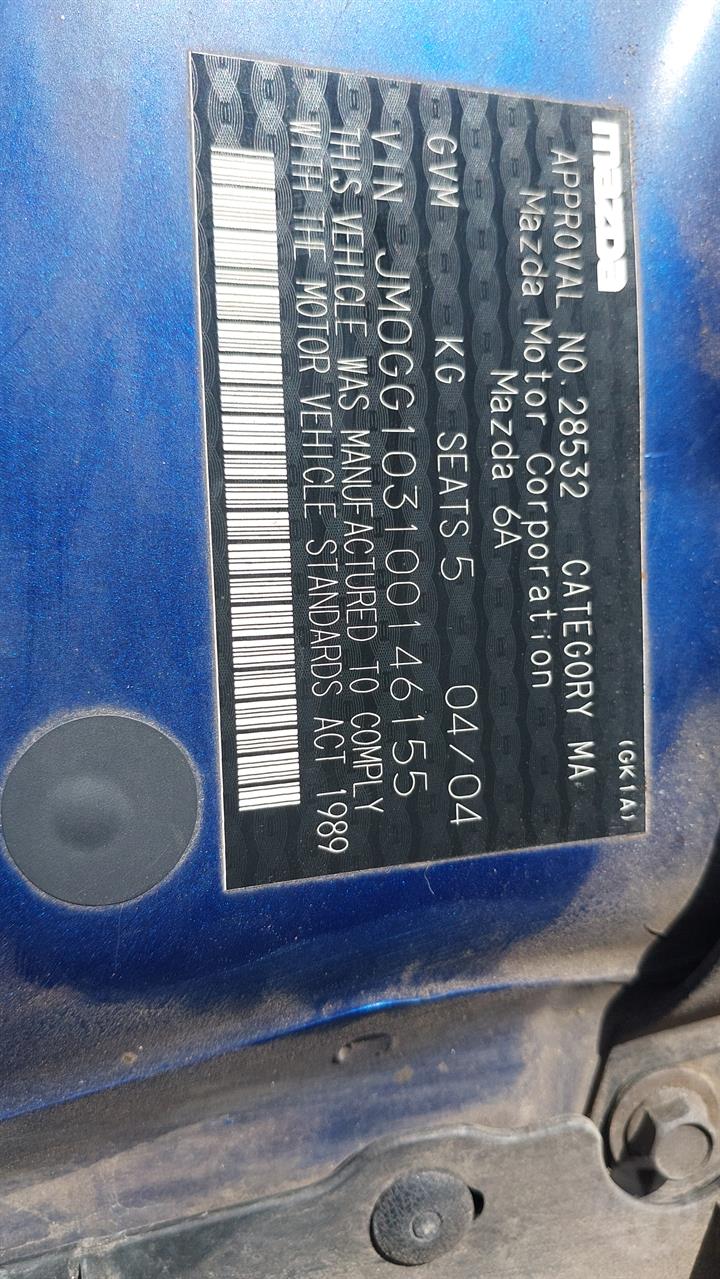 mazda (GK1A)
APPROVAL NO.28532 CATEGORY MA
Mazda Motor Corporation
Mazda 6A
GVM KG SEATS 5 04/04
VIN JM0GG103100146155
THIS VEHICLE WAS MANUFACTURED TO COMPLY
WITH THE MOTOR VEHICLE STANDARDS ACT 1989